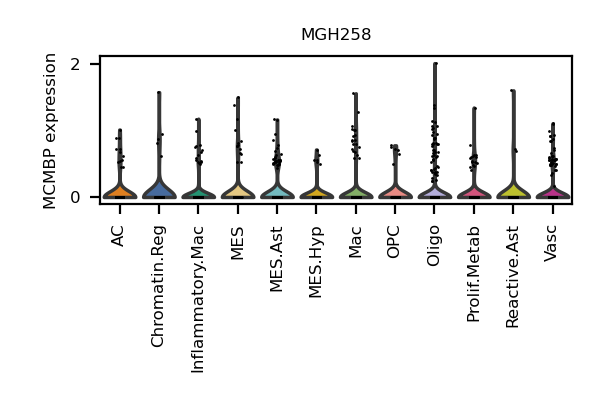 MGH258
MCMBP expression
2
0
AC
Chromatin.Reg
Inflammatory.Mac
MES
MES.Ast
MES.Hyp
Mac
OPC
Oligo
Prolif.Metab
Reactive.Ast
Vasc